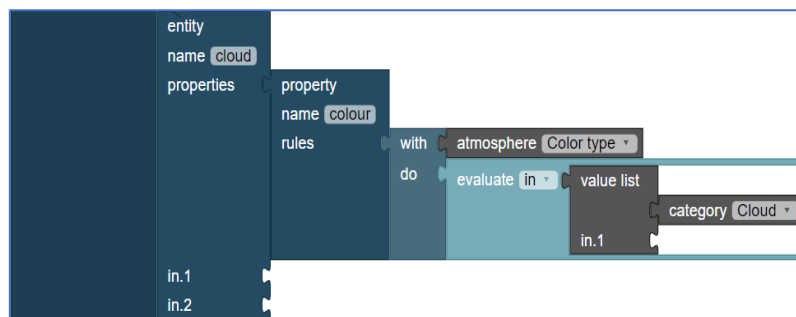 entity
name cloud
properties property
name colour
rules with atmosphere Color type
do evaluate in value list
category Cloud
in.1
in.1
in.2